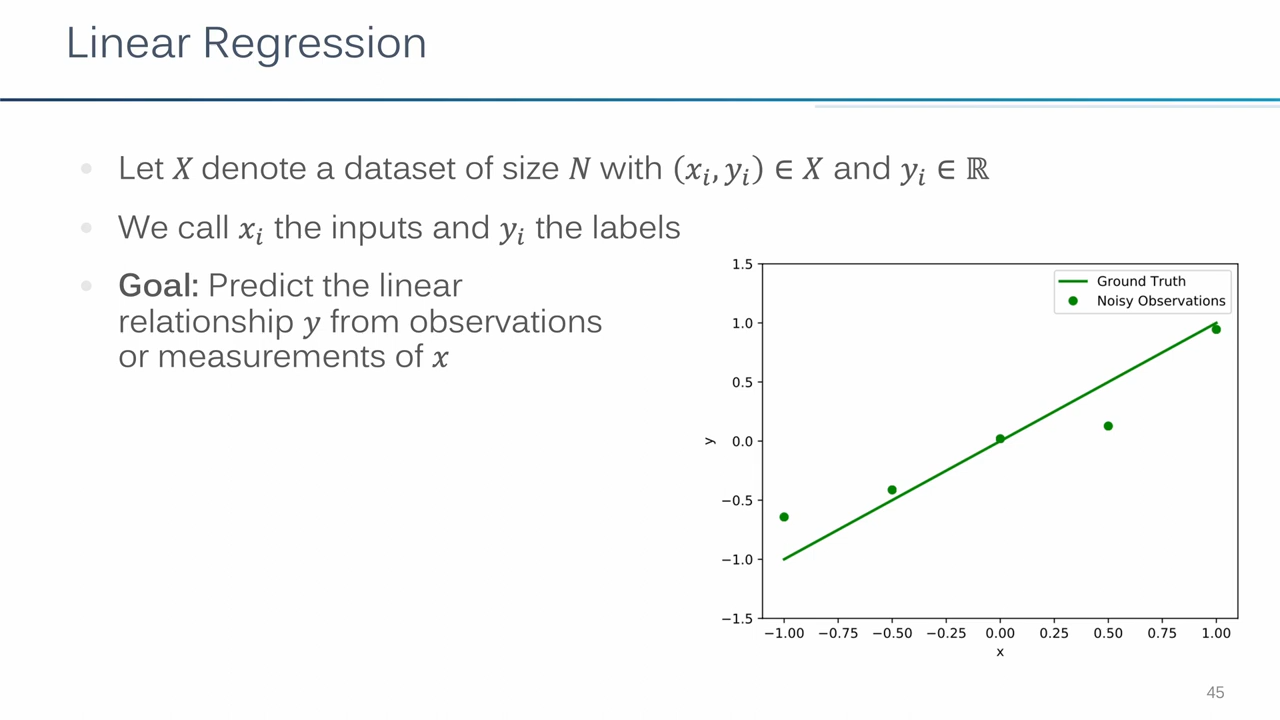 Linear Regression
Let X denote a dataset of size N with (xᵢ, yᵢ) ∈ X and yᵢ ∈ ℝ
We call xᵢ the inputs and yᵢ the labels
Goal: Predict the linear
relationship y from observations
or measurements of x
1.5
1.0
0.5
0.0
−0.5
−1.0
−1.5
y
Ground Truth
Noisy Observations
−1.00 −0.75 −0.50 −0.25 0.00 0.25 0.50 0.75 1.00
x
45